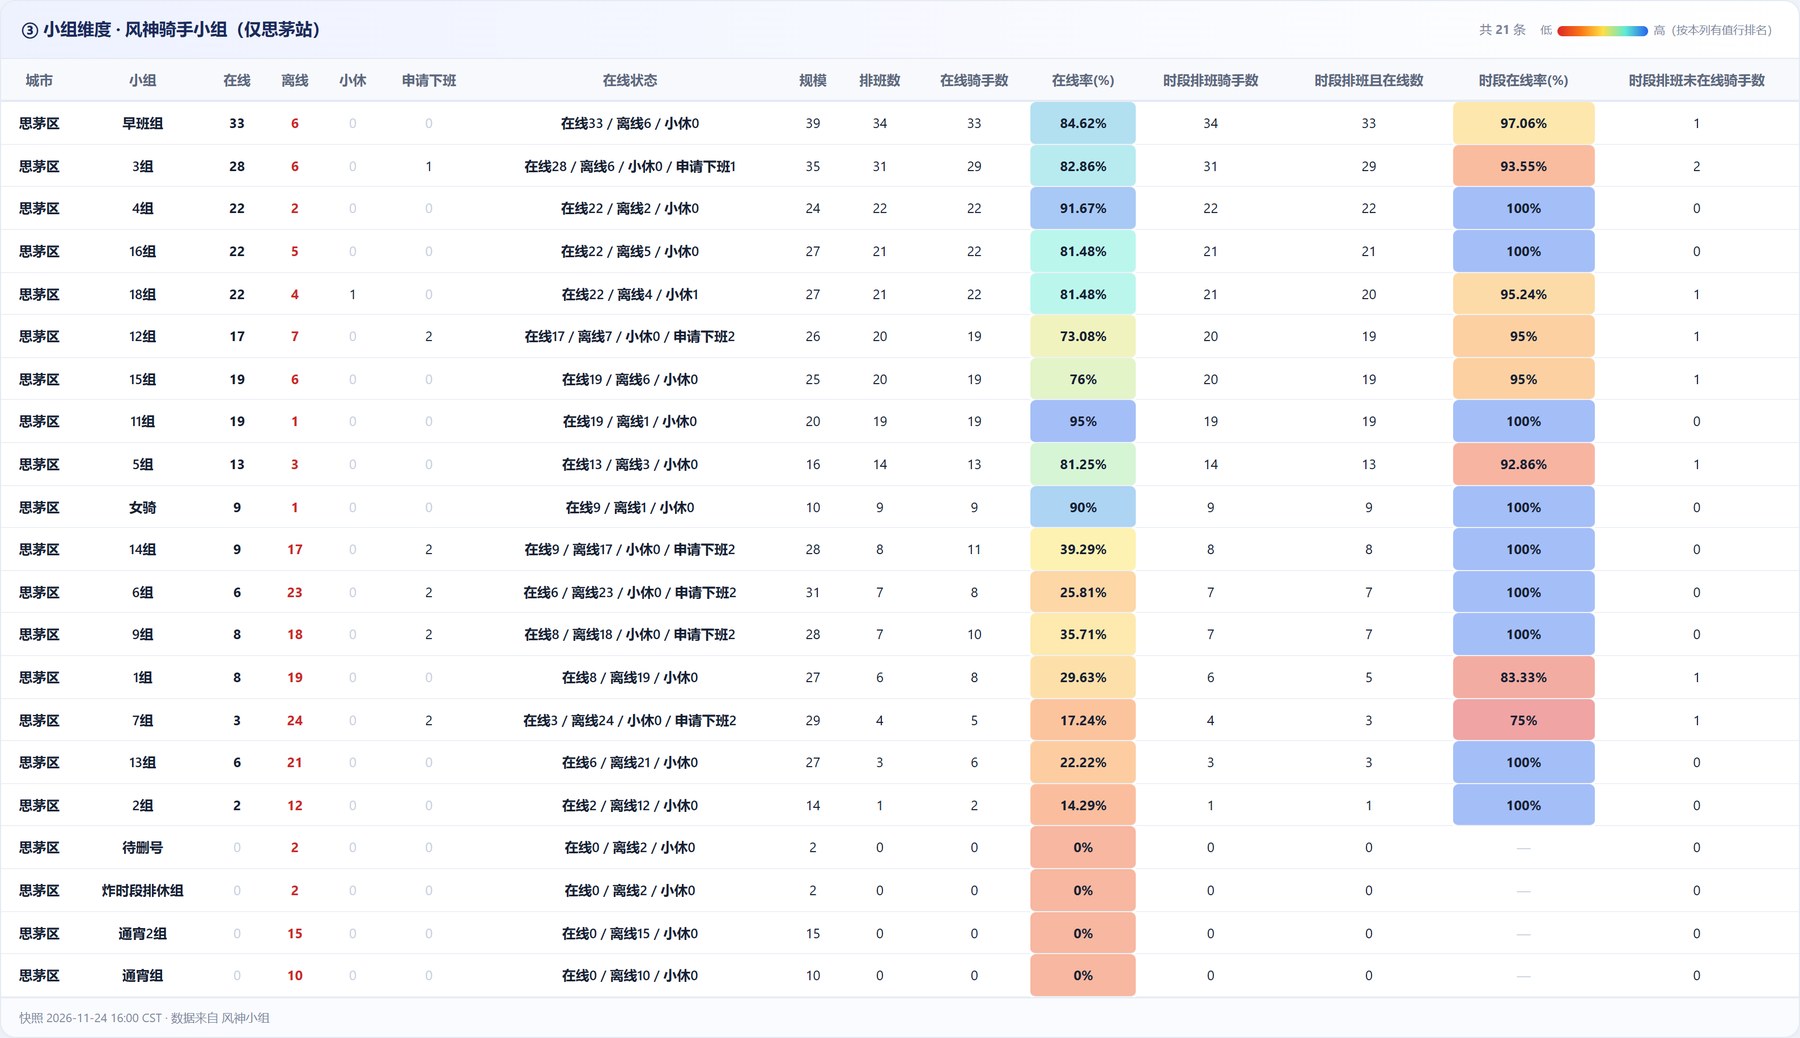 ③ 小组维度 · 风神骑手小组（仅思茅站）
共 21 条 低 高 (按本列有值行排名)
城市 小组 在线 离线 小休 申请下班 在线状态 规模 排班数 在线骑手数 在线率(%) 时段排班骑手数 时段排班且在线数 时段在线率(%) 时段排班未在线骑手数
思茅区 早班组 33 6 0 0 在线33 / 离线6 / 小休0 39 34 33 84.62% 34 33 97.06% 1
思茅区 3组 28 6 0 1 在线28 / 离线6 / 小休0 / 申请下班1 35 31 29 82.86% 31 29 93.55% 2
思茅区 4组 22 2 0 0 在线22 / 离线2 / 小休0 24 22 22 91.67% 22 22 100% 0
思茅区 16组 22 5 0 0 在线22 / 离线5 / 小休0 27 21 22 81.48% 21 21 100% 0
思茅区 18组 22 4 1 0 在线22 / 离线4 / 小休1 27 21 22 81.48% 21 20 95.24% 1
思茅区 12组 17 7 0 2 在线17 / 离线7 / 小休0 / 申请下班2 26 20 19 73.08% 20 19 95% 1
思茅区 15组 19 6 0 0 在线19 / 离线6 / 小休0 25 20 19 76% 20 19 95% 1
思茅区 11组 19 1 0 0 在线19 / 离线1 / 小休0 20 19 19 95% 19 19 100% 0
思茅区 5组 13 3 0 0 在线13 / 离线3 / 小休0 16 14 13 81.25% 14 13 92.86% 1
思茅区 女骑 9 1 0 0 在线9 / 离线1 / 小休0 10 9 9 90% 9 9 100% 0
思茅区 14组 9 17 0 2 在线9 / 离线17 / 小休0 / 申请下班2 28 8 11 39.29% 8 8 100% 0
思茅区 6组 6 23 0 2 在线6 / 离线23 / 小休0 / 申请下班2 31 7 8 25.81% 7 7 100% 0
思茅区 9组 8 18 0 2 在线8 / 离线18 / 小休0 / 申请下班2 28 7 10 35.71% 7 7 100% 0
思茅区 1组 8 19 0 0 在线8 / 离线19 / 小休0 27 6 8 29.63% 6 5 83.33% 1
思茅区 7组 3 24 0 2 在线3 / 离线24 / 小休0 / 申请下班2 29 4 5 17.24% 4 3 75% 1
思茅区 13组 6 21 0 0 在线6 / 离线21 / 小休0 27 3 6 22.22% 3 3 100% 0
思茅区 2组 2 12 0 0 在线2 / 离线12 / 小休0 14 1 2 14.29% 1 1 100% 0
思茅区 待删号 0 2 0 0 在线0 / 离线2 / 小休0 2 0 0 0% 0 0 — 0
思茅区 炸时段排休组 0 2 0 0 在线0 / 离线2 / 小休0 2 0 0 0% 0 0 — 0
思茅区 通宵2组 0 15 0 0 在线0 / 离线15 / 小休0 15 0 0 0% 0 0 — 0
思茅区 通宵组 0 10 0 0 在线0 / 离线10 / 小休0 10 0 0 0% 0 0 — 0
快照 2026-11-24 16:00 CST · 数据来自 风神小组